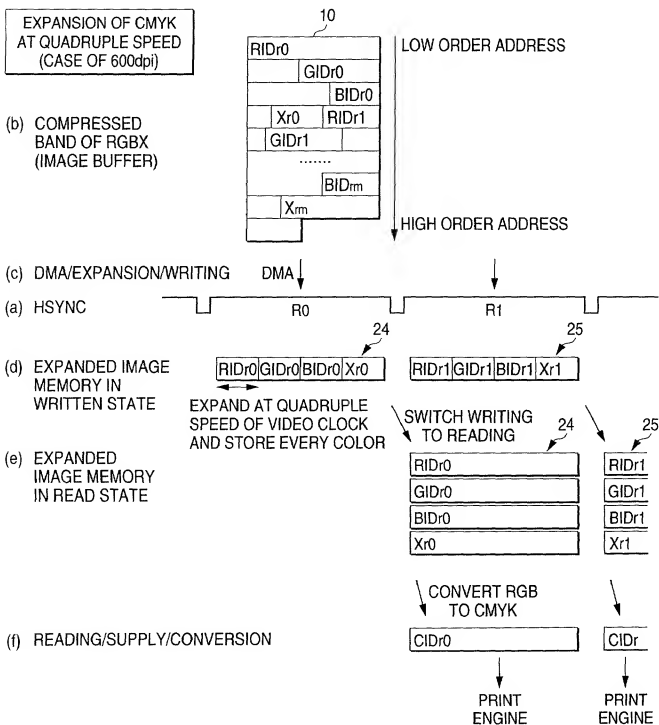 EXPANSION OF CMYK
AT QUADRUPLE SPEED
(CASE OF 600dpi)
10
RIDr0
LOW ORDER ADDRESS
GIDr0
BIDr0
(b) COMPRESSED
BAND OF RGBX
(IMAGE BUFFER)
Xr0 RIDr1
GIDr1
.......
BIDrm
Xrm
HIGH ORDER ADDRESS
(c) DMA/EXPANSION/WRITING DMA
(a) HSYNC R0 R1
24 25
(d) EXPANDED IMAGE
MEMORY IN
WRITTEN STATE
RIDr0 GIDr0 BIDr0 Xr0 RIDr1 GIDr1 BIDr1 Xr1
EXPAND AT QUADRUPLE
SPEED OF VIDEO CLOCK
AND STORE EVERY COLOR
SWITCH WRITING
TO READING
24 25
(e) EXPANDED
IMAGE MEMORY
IN READ STATE
RIDr0 RIDr1
GIDr0 GIDr1
BIDr0 BIDr1
Xr0 Xr1
CONVERT RGB
TO CMYK
(f) READING/SUPPLY/CONVERSION CIDr0 CIDr
PRINT
ENGINE
PRINT
ENGINE